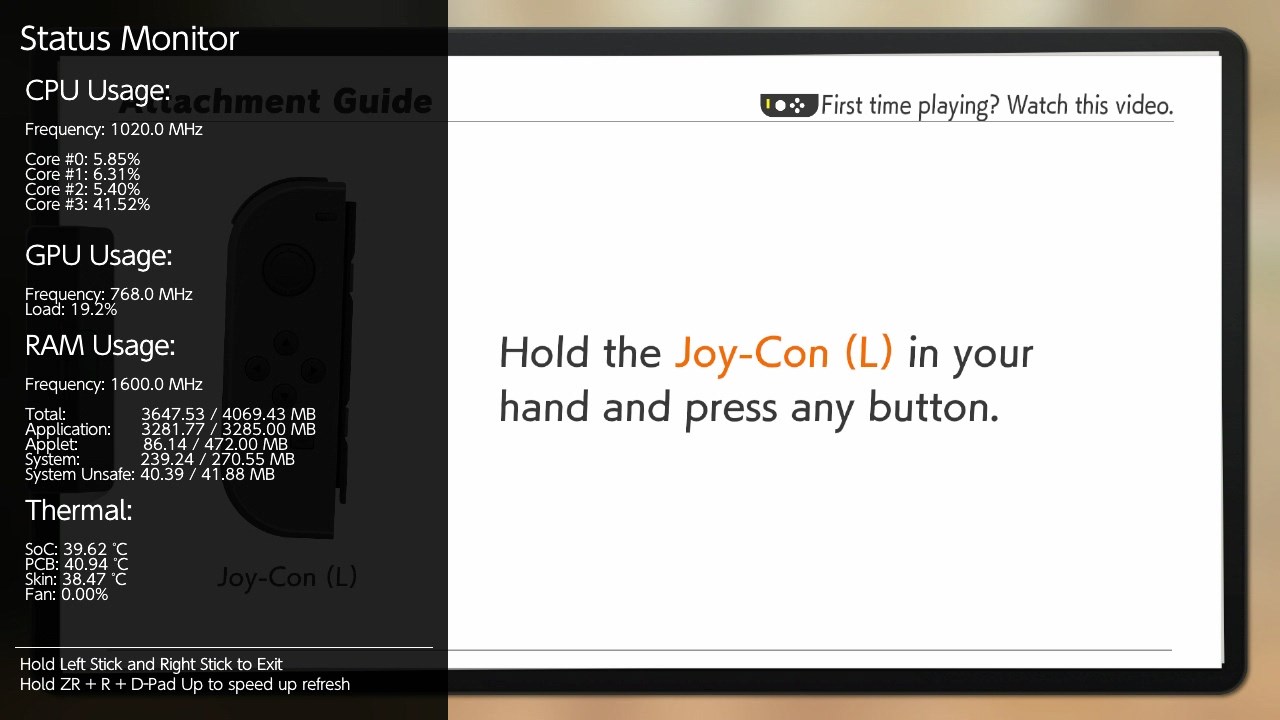 Status Monitor
CPU Usage:
Frequency: 1020.0 MHz
Core #0: 5.85%
Core #1: 6.31%
Core #2: 5.40%
Core #3: 41.52%
GPU Usage:
Frequency: 768.0 MHz
Load: 19.2%
RAM Usage:
Frequency: 1600.0 MHz
Total: 3647.53 / 4069.43 MB
Application: 3281.77 / 3285.00 MB
Applet: 86.14 / 472.00 MB
System: 239.24 / 270.55 MB
System Unsafe: 40.39 / 41.88 MB
Thermal:
SoC: 39.62 °C
PCB: 40.94 °C
Skin: 38.47 °C
Fan: 0.00%
Hold Left Stick and Right Stick to Exit
Hold ZR + R + D-Pad Up to speed up refresh
Attachment Guide
First time playing? Watch this video.
Joy-Con (L)
Hold the Joy-Con (L) in your
hand and press any button.